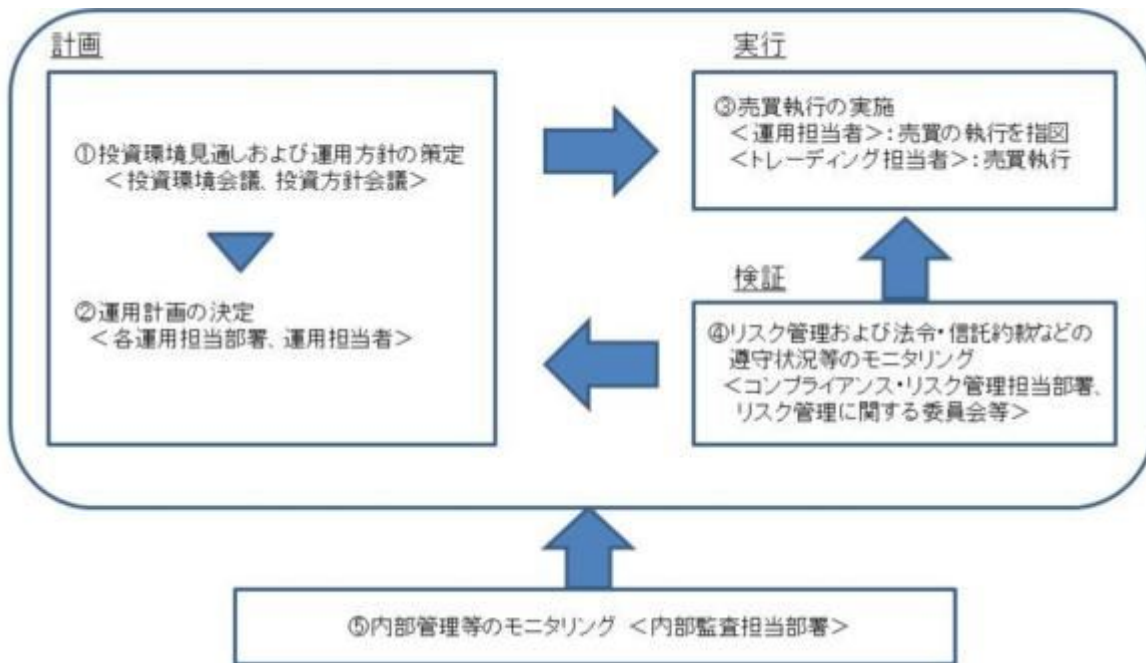 計画
①投資環境見通しおよび運用方針の策定
<投資環境会議、投資方針会議>
②運用計画の決定
<各運用担当部署、運用担当者>
実行
③売買執行の実施
<運用担当者>:売買の執行を指図
<トレーディング担当者>:売買執行
検証
④リスク管理および法令・信託約款などの
遵守状況等のモニタリング
<コンプライアンス・リスク管理担当部署、
リスク管理に関する委員会等>
⑤内部管理等のモニタリング <内部監査担当部署>